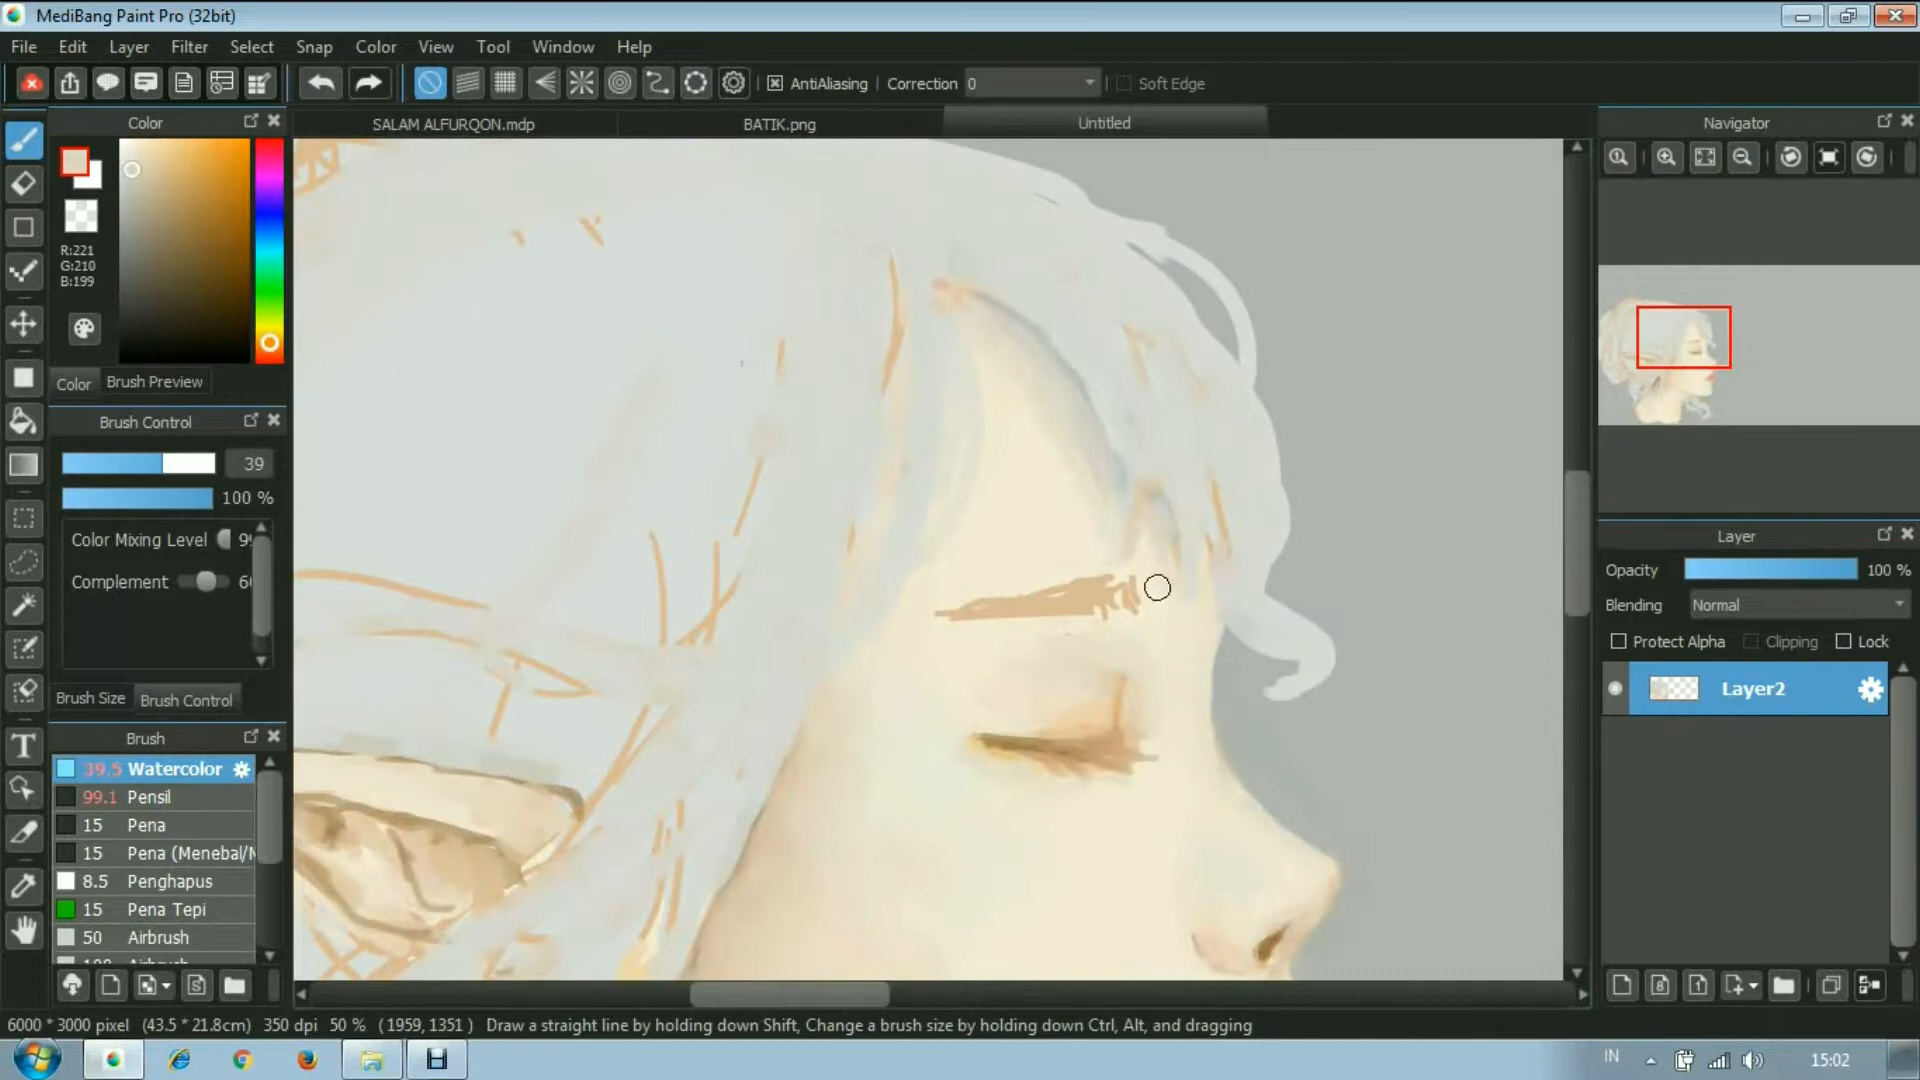 MediBang Paint Pro (32bit)
File Edit Layer Filter Select Snap Color View Tool Window Help
AntiAliasing Correction 0 Soft Edge
Color
SALAM ALFURQON.mdp BATIK.png Untitled
Navigator
R:221
G:210
B:199
Color Brush Preview
Brush Control
39
100 %
Color Mixing Level
Complement
Brush Size Brush Control
Brush
39.5 Watercolor
99.1 Pensil
15 Pena
15 Pena (Menebal/
8.5 Penghapus
15 Pena Tepi
50 Airbrush
Layer
Opacity 100 %
Blending Normal
Protect Alpha Clipping Lock
Layer2
6000 * 3000 pixel (43.5 * 21.8cm) 350 dpi 50 % ( 1959, 1351 ) Draw a straight line by holding down Shift, Change a brush size by holding down Ctrl, Alt, and dragging
IN 15:02